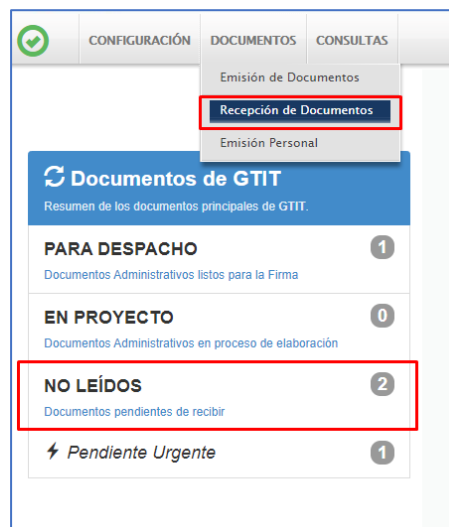 CONFIGURACIÓN DOCUMENTOS CONSULTAS
Emisión de Documentos
Recepción de Documentos
Emisión Personal
Documentos de GTIT
Resumen de los documentos principales de GTIT.
PARA DESPACHO 1
Documentos Administrativos listos para la Firma
EN PROYECTO 0
Documentos Administrativos en proceso de elaboración
NO LEÍDOS 2
Documentos pendientes de recibir
Pendiente Urgente 1